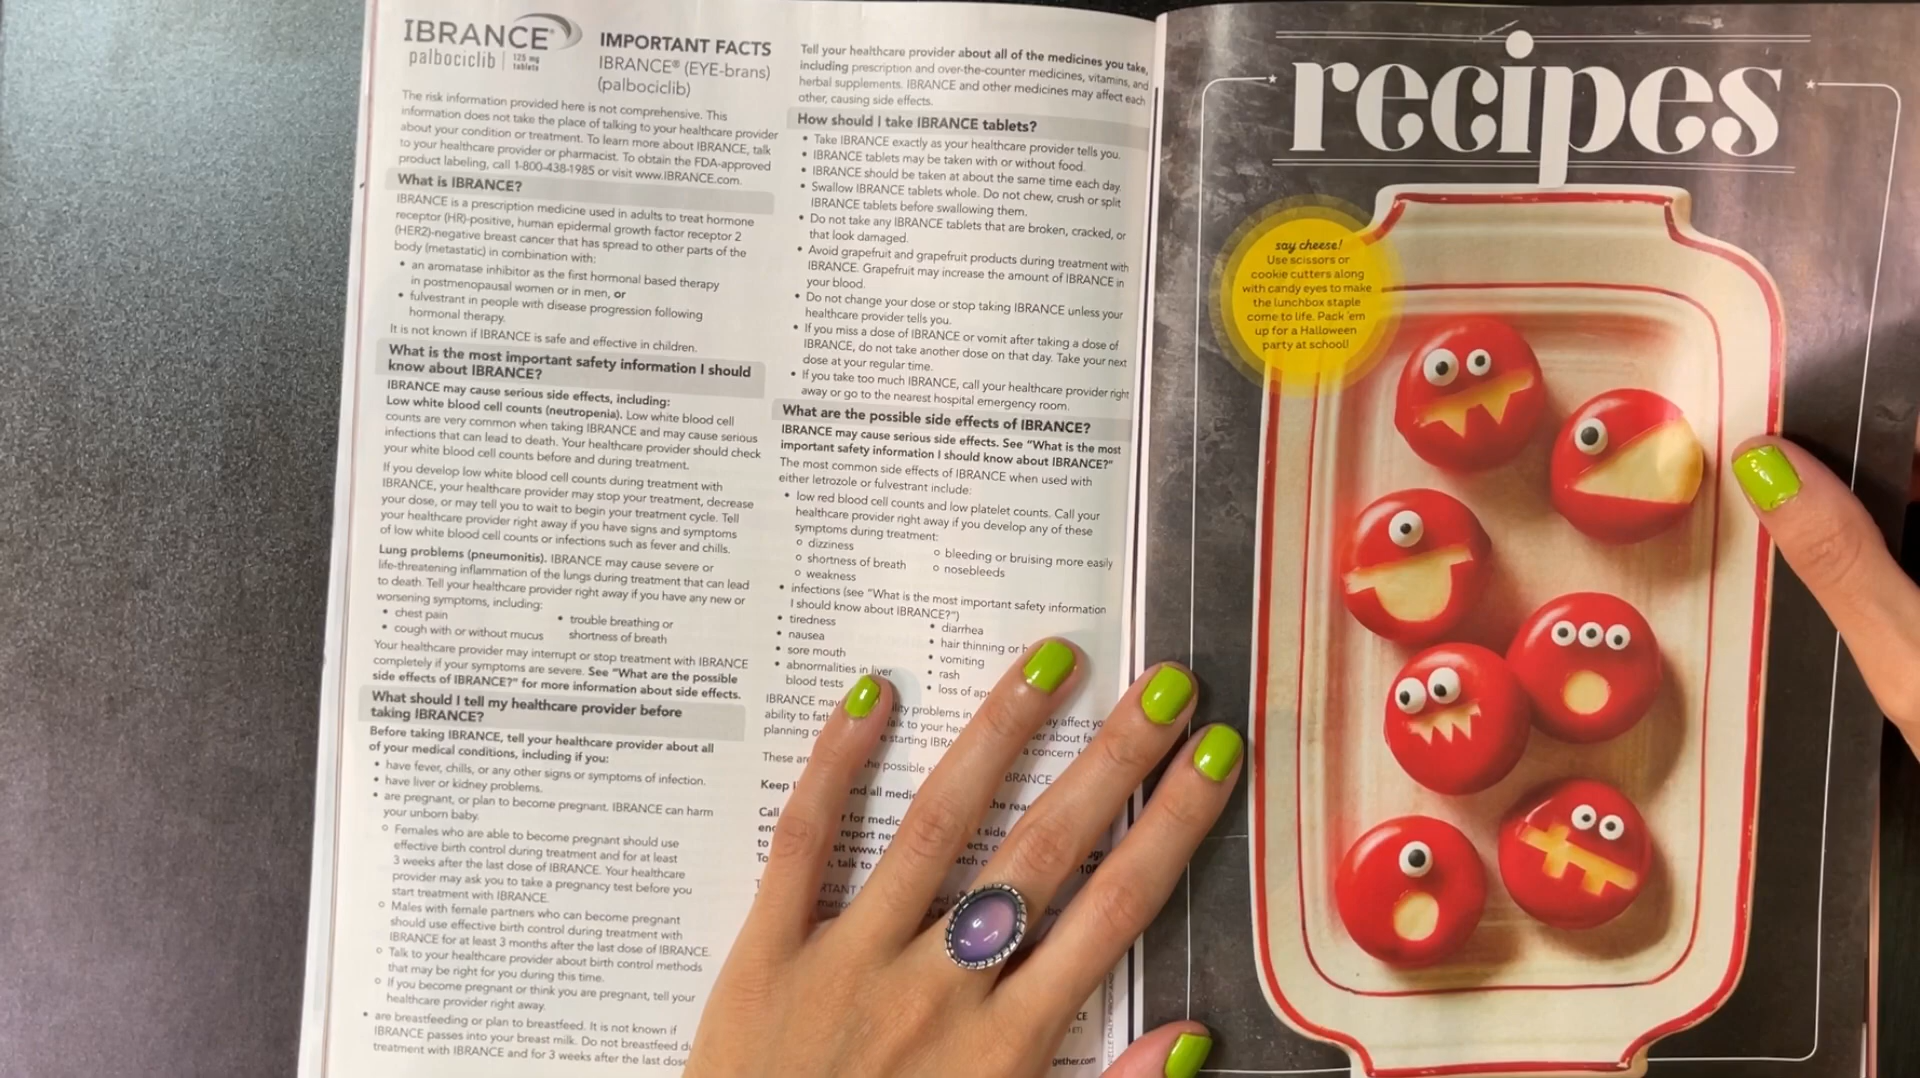 IBRANCE®
palbociclib | 125 mg tablets
IMPORTANT FACTS
IBRANCE® (EYE-brans)
(palbociclib)
The risk information provided here is not comprehensive. This
information does not take the place of talking to your healthcare provider
about your condition or treatment. To learn more about IBRANCE, talk
to your healthcare provider or pharmacist. To obtain the FDA-approved
product labeling, call 1-800-438-1985 or visit www.IBRANCE.com.
What is IBRANCE?
IBRANCE is a prescription medicine used in adults to treat hormone
receptor (HR)-positive, human epidermal growth factor receptor 2
(HER2)-negative breast cancer that has spread to other parts of the
body (metastatic) in combination with:
• an aromatase inhibitor as the first hormonal based therapy
in postmenopausal women or in men, or
• fulvestrant in people with disease progression following
hormonal therapy.
It is not known if IBRANCE is safe and effective in children.
What is the most important safety information I should
know about IBRANCE?
IBRANCE may cause serious side effects, including:
Low white blood cell counts (neutropenia). Low white blood cell
counts are very common when taking IBRANCE and may cause serious
infections that can lead to death. Your healthcare provider should check
your white blood cell counts before and during treatment.
If you develop low white blood cell counts during treatment with
IBRANCE, your healthcare provider may stop your treatment, decrease
your dose, or may tell you to wait to begin your treatment cycle. Tell
your healthcare provider right away if you have signs and symptoms
of low white blood cell counts or infections such as fever and chills.
Lung problems (pneumonitis). IBRANCE may cause severe or
life-threatening inflammation of the lungs during treatment that can lead
to death. Tell your healthcare provider right away if you have any new or
worsening symptoms, including:
• chest pain
• cough with or without mucus
• trouble breathing or
shortness of breath
Your healthcare provider may interrupt or stop treatment with IBRANCE
completely if your symptoms are severe. See "What are the possible
side effects of IBRANCE?" for more information about side effects.
What should I tell my healthcare provider before
taking IBRANCE?
Before taking IBRANCE, tell your healthcare provider about all
of your medical conditions, including if you:
• have fever, chills, or any other signs or symptoms of infection.
• have liver or kidney problems.
• are pregnant, or plan to become pregnant. IBRANCE can harm
your unborn baby.
o Females who are able to become pregnant should use
effective birth control during treatment and for at least
3 weeks after the last dose of IBRANCE. Your healthcare
provider may ask you to take a pregnancy test before you
start treatment with IBRANCE.
o Males with female partners who can become pregnant
should use effective birth control during treatment with
IBRANCE for at least 3 months after the last dose of IBRANCE.
o Talk to your healthcare provider about birth control methods
that may be right for you during this time.
o If you become pregnant or think you are pregnant, tell your
healthcare provider right away.
• are breastfeeding or plan to breastfeed. It is not known if
IBRANCE passes into your breast milk. Do not breastfeed
treatment with IBRANCE and for 3 weeks after the last dose
Tell your healthcare provider about all of the medicines you take,
including prescription and over-the-counter medicines, vitamins, and
herbal supplements. IBRANCE and other medicines may affect each
other, causing side effects.
How should I take IBRANCE tablets?
• Take IBRANCE exactly as your healthcare provider tells you.
• IBRANCE tablets may be taken with or without food.
• IBRANCE should be taken at about the same time each day.
• Swallow IBRANCE tablets whole. Do not chew, crush or split
IBRANCE tablets before swallowing them.
• Do not take any IBRANCE tablets that are broken, cracked, or
that look damaged.
• Avoid grapefruit and grapefruit products during treatment with
IBRANCE. Grapefruit may increase the amount of IBRANCE in
your blood.
• Do not change your dose or stop taking IBRANCE unless your
healthcare provider tells you.
• If you miss a dose of IBRANCE or vomit after taking a dose of
IBRANCE, do not take another dose on that day. Take your next
dose at your regular time.
• If you take too much IBRANCE, call your healthcare provider right
away or go to the nearest hospital emergency room.
What are the possible side effects of IBRANCE?
IBRANCE may cause serious side effects. See "What is the most
important safety information I should know about IBRANCE?"
The most common side effects of IBRANCE when used with
either letrozole or fulvestrant include:
• low red blood cell counts and low platelet counts. Call your
healthcare provider right away if you develop any of these
symptoms during treatment:
o dizziness
o shortness of breath
o weakness
o bleeding or bruising more easily
o nosebleeds
• infections (see "What is the most important safety information
I should know about IBRANCE?")
• tiredness
• nausea
• sore mouth
• abnormalities in liver
blood tests
• diarrhea
• hair thinning or
• vomiting
• rash
• loss of
IBRANCE may
problems in
affect
ability to
to your
about
planning
starting
a concern
These are
the possible
IBRANCE
Keep
and all
the
Call
for
side
report
visit
talk to
recipes
say cheese!
Use scissors or
cookie cutters along
with candy eyes to make
the lunchbox staple
come to life. Pack 'em
up for a Halloween
party at school!